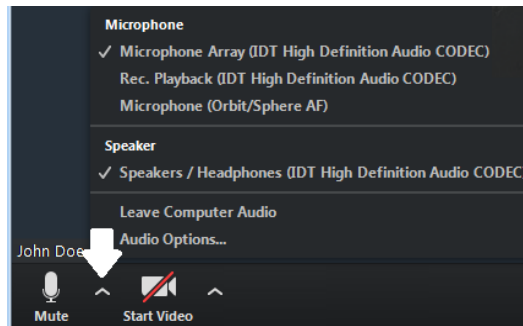 Microphone
Microphone Array (IDT High Definition Audio CODEC)
Rec. Playback (IDT High Definition Audio CODEC)
Microphone (Orbit/Sphere AF)
Speaker
Speakers / Headphones (IDT High Definition Audio CODEC
Leave Computer Audio
Audio Options...
John Doe
Mute
Start Video